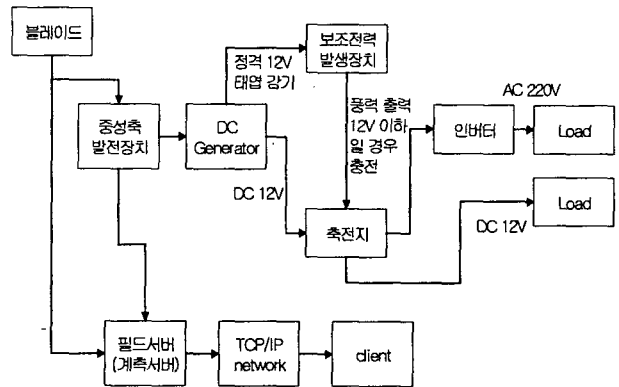 블레이드
보조전력
발생장치
정격 12V
태엽 감기
중성축
발전장치
DC
Generator
풍력 출력
12V 이하
일 경우
충전
AC 220V
인버터
Load
DC 12V
축전지
Load
DC 12V
필드서버
(계측서버)
TCP/IP
network
client